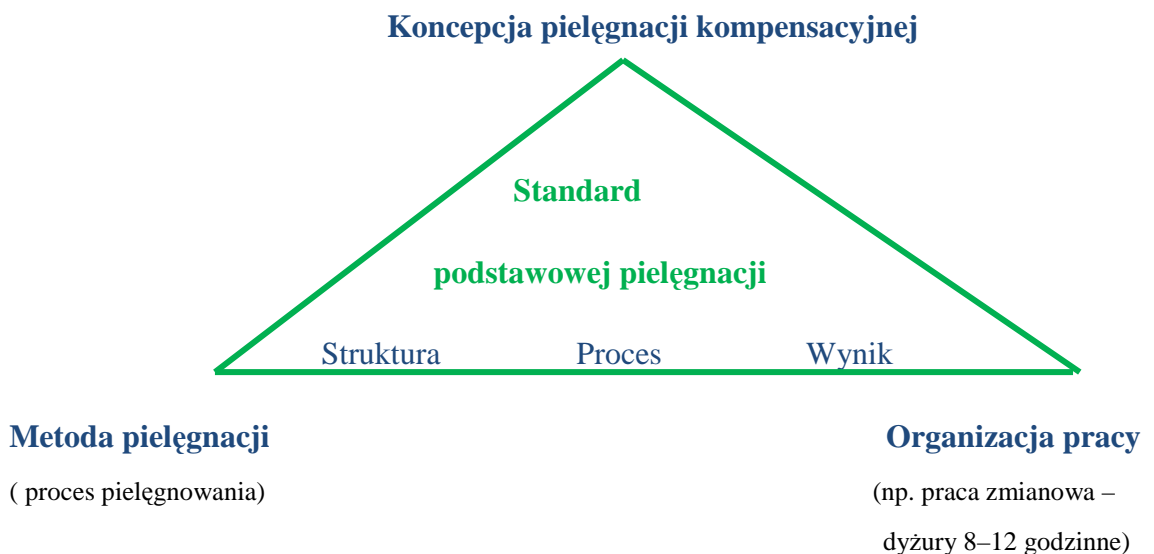 Koncepcja pielęgnacji kompensacyjnej
Standard
podstawowej pielęgnacji
Struktura Proces Wynik
Metoda pielęgnacji Organizacja pracy
( proces pielęgnowania) (np. praca zmianowa –
dyżury 8–12 godzinne)